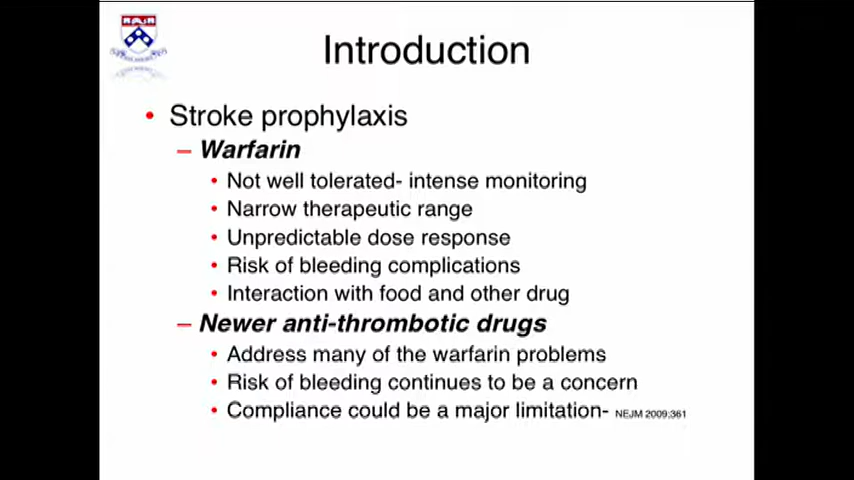 Introduction
• Stroke prophylaxis
– Warfarin
• Not well tolerated- intense monitoring
• Narrow therapeutic range
• Unpredictable dose response
• Risk of bleeding complications
• Interaction with food and other drug
– Newer anti-thrombotic drugs
• Address many of the warfarin problems
• Risk of bleeding continues to be a concern
• Compliance could be a major limitation- NEJM 2009;361